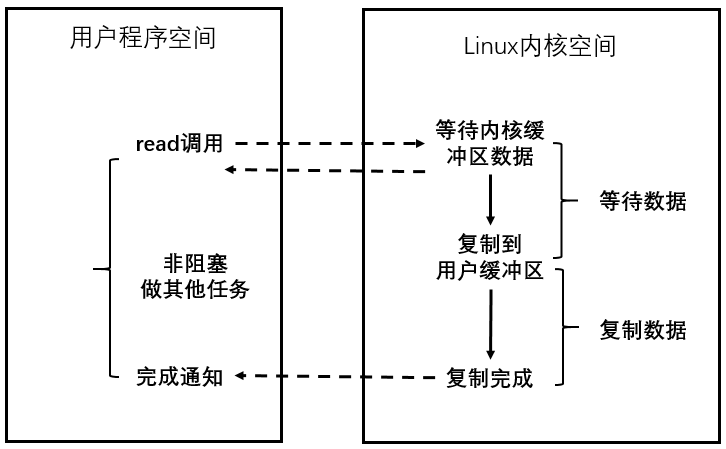 用户程序空间
Linux内核空间
read调用
等待内核缓
冲区数据
等待数据
复制到
用户缓冲区
非阻塞
做其他任务
复制数据
完成通知
复制完成